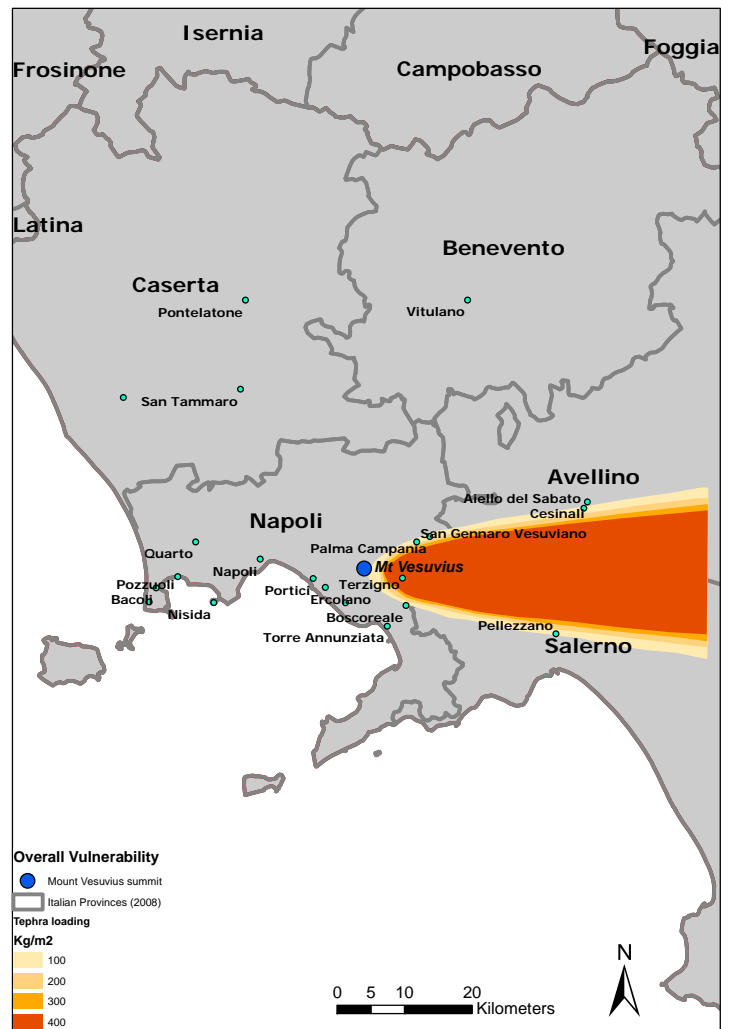 Isernia
Foggia
Frosinone
Campobasso
Latina
Benevento
Caserta
Pontelatone
Vitulano
San Tammaro
Avellino
Aiello del Sabato
Cesinali
Napoli
San Gennaro Vesuviano
Palma Campania
Quarto
Napoli
Mt Vesuvius
Pozzuoli
Portici
Terzigno
Bacoli
Ercolano
Nisida
Boscoreale
Pellezzano
Torre Annunziata
Salerno
Overall Vulnerability
Mount Vesuvius summit
Italian Provinces (2008)
Tephra loading
Kg/m2
100
200
300
400
N
0 5 10 20
Kilometers